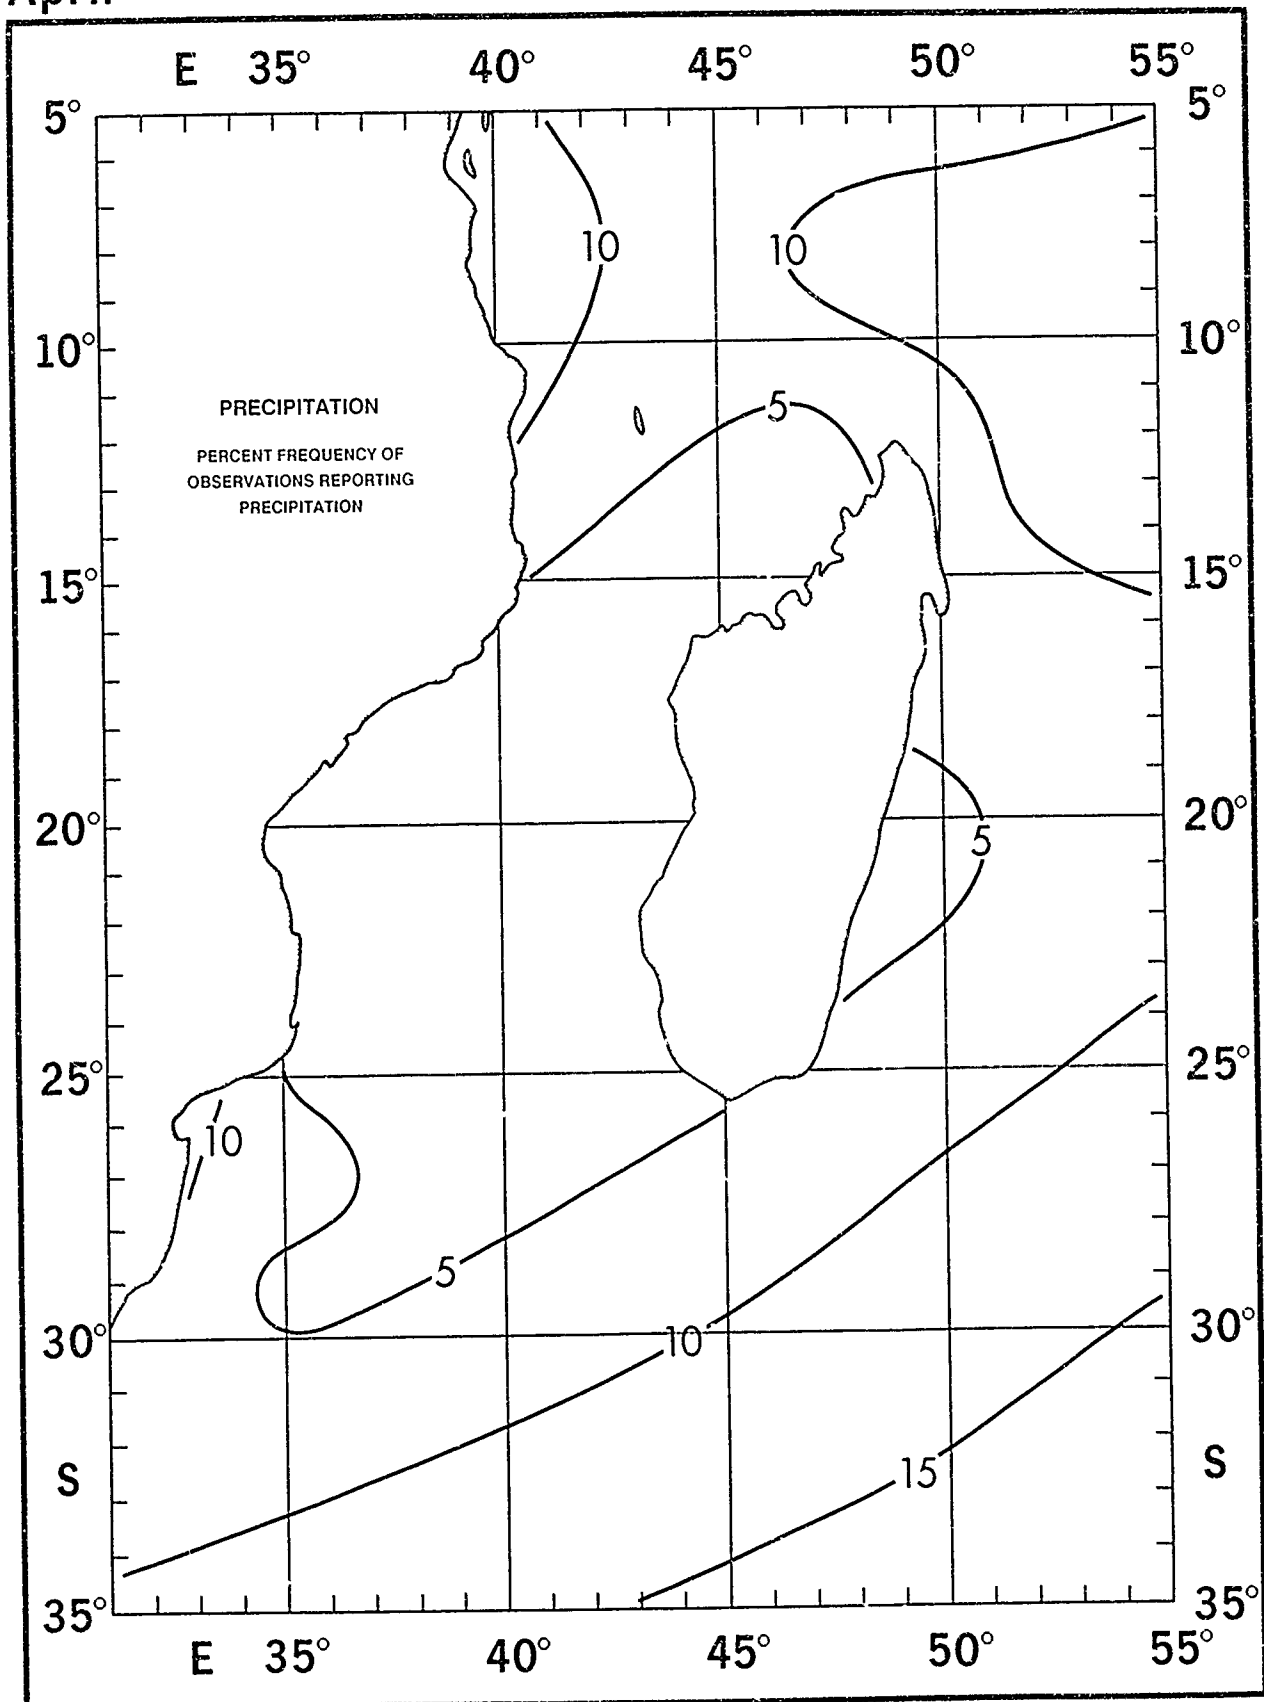 April
E 35° 40° 45° 50° 55°
5° 5°
10 10
10° 10°
5
PRECIPITATION
PERCENT FREQUENCY OF
OBSERVATIONS REPORTING
PRECIPITATION
15° 15°
20° 20°
5
25° 25°
10
5
30° 10 30°
S 15 S
35° 35°
E 35° 40° 45° 50° 55°